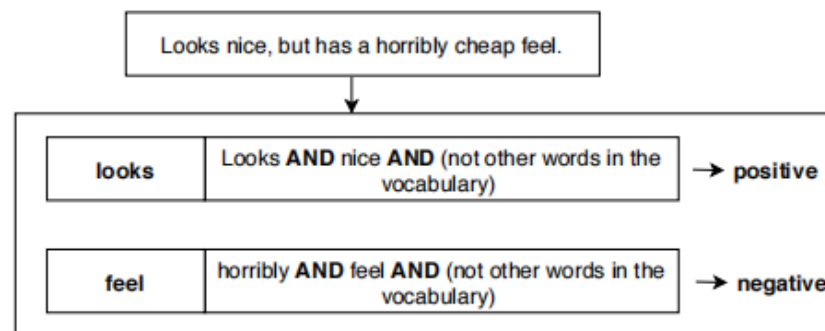 Looks nice, but has a horribly cheap feel.
looks
Looks AND nice AND (not other words in the
vocabulary)
positive
feel
horribly AND feel AND (not other words in the
vocabulary)
negative